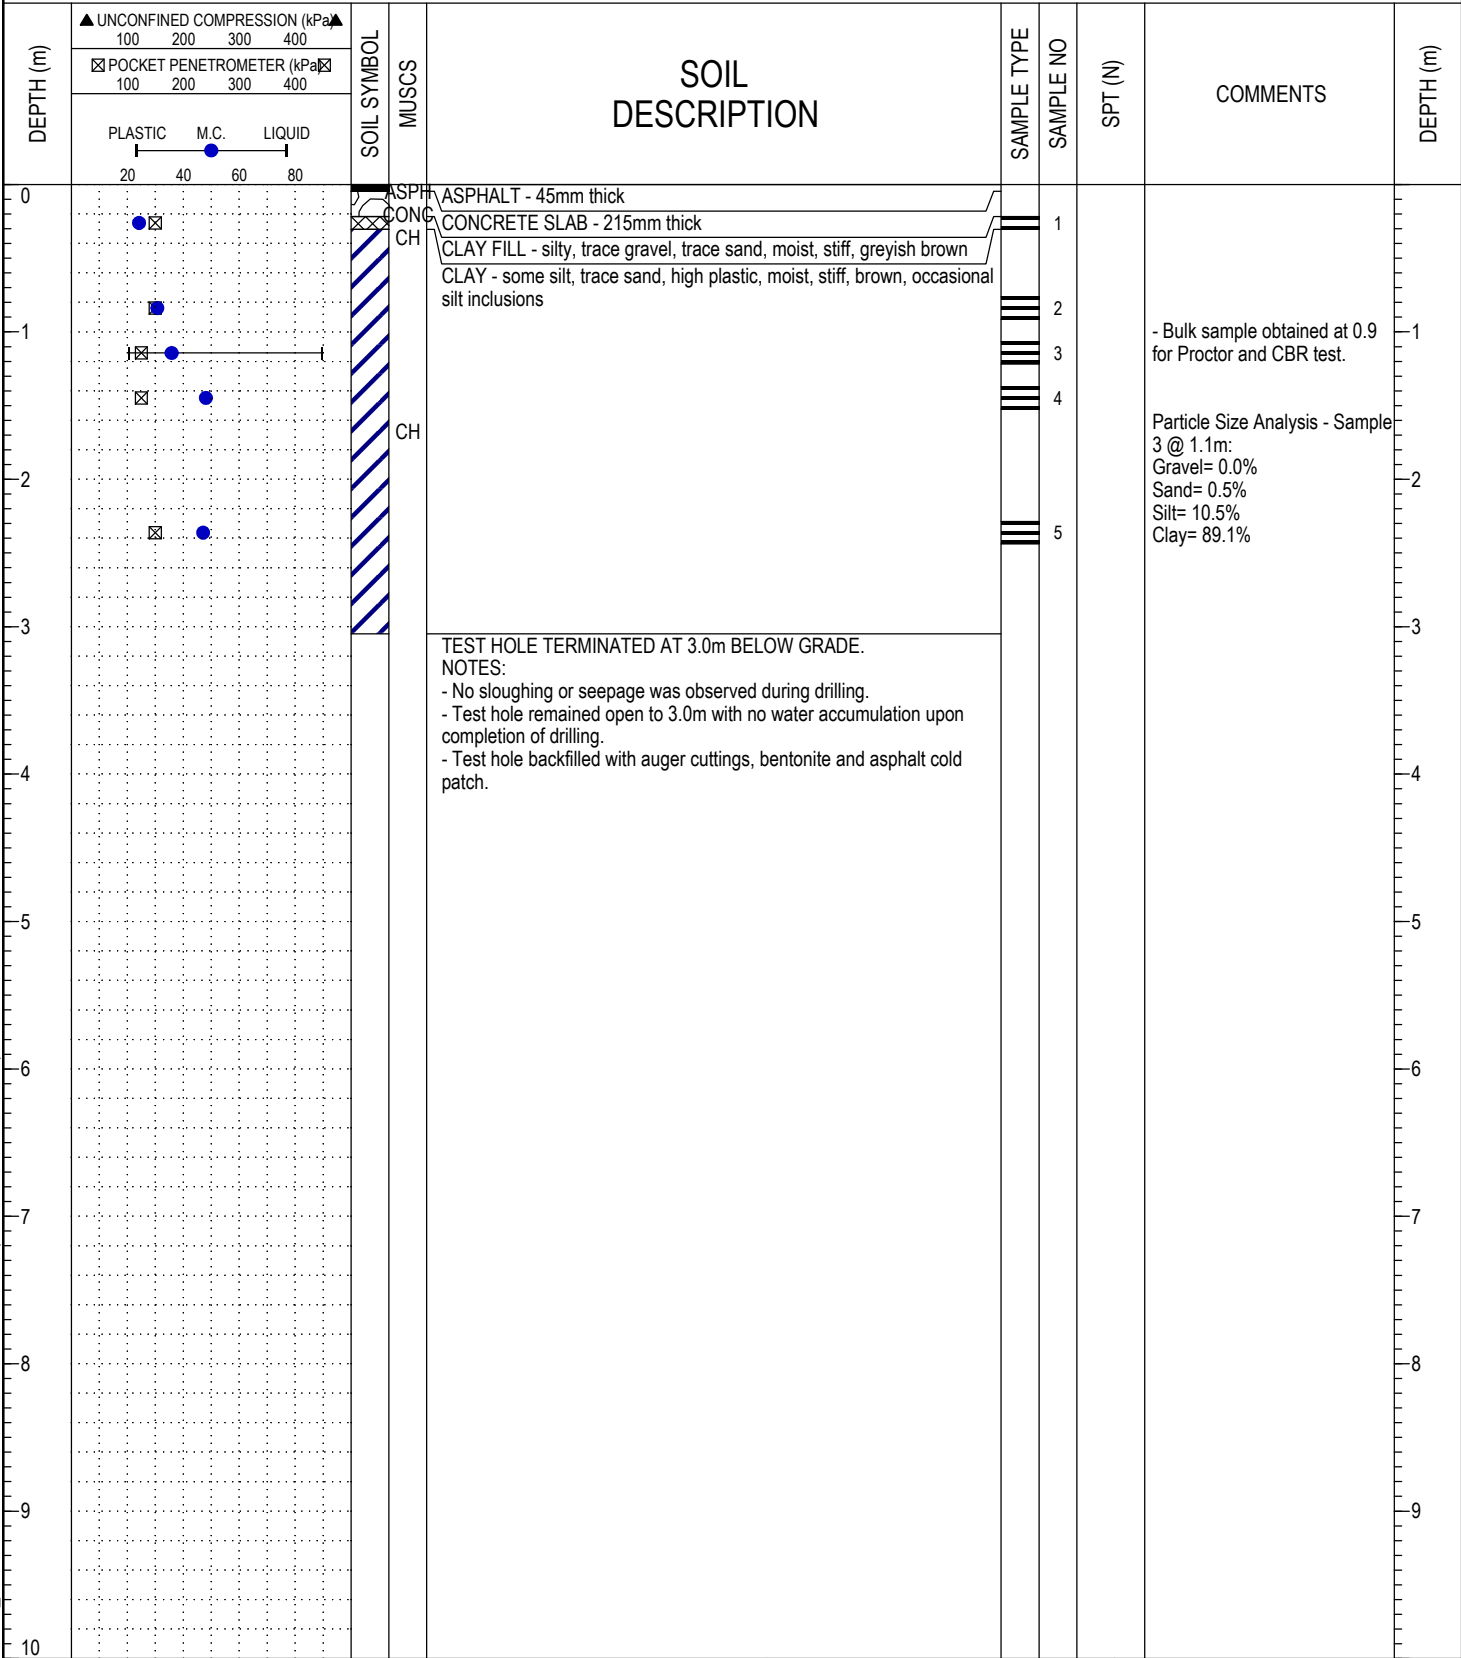 DEPTH (m)
UNCONFINED COMPRESSION (kPa)
100 200 300 400
POCKET PENETROMETER (kPa)
100 200 300 400
PLASTIC M.C. LIQUID
20 40 60 80
SOIL SYMBOL
MUSCS
SOIL
DESCRIPTION
SAMPLE TYPE
SAMPLE NO
SPT (N)
COMMENTS
DEPTH (m)
0
ASPH
ASPHALT - 45mm thick
CONC
CONCRETE SLAB - 215mm thick
1
CH
CLAY FILL - silty, trace gravel, trace sand, moist, stiff, greyish brown
CLAY - some silt, trace sand, high plastic, moist, stiff, brown, occasional
silt inclusions
2
1
- Bulk sample obtained at 0.9
1
for Proctor and CBR test.
3
4
CH
Particle Size Analysis - Sample
3 @ 1.1m:
Gravel= 0.0%
2
Sand= 0.5%
2
Silt= 10.5%
Clay= 89.1%
5
3
3
TEST HOLE TERMINATED AT 3.0m BELOW GRADE.
NOTES:
- No sloughing or seepage was observed during drilling.
- Test hole remained open to 3.0m with no water accumulation upon
completion of drilling.
- Test hole backfilled with auger cuttings, bentonite and asphalt cold
patch.
4
4
5
5
6
6
7
7
8
8
9
9
10